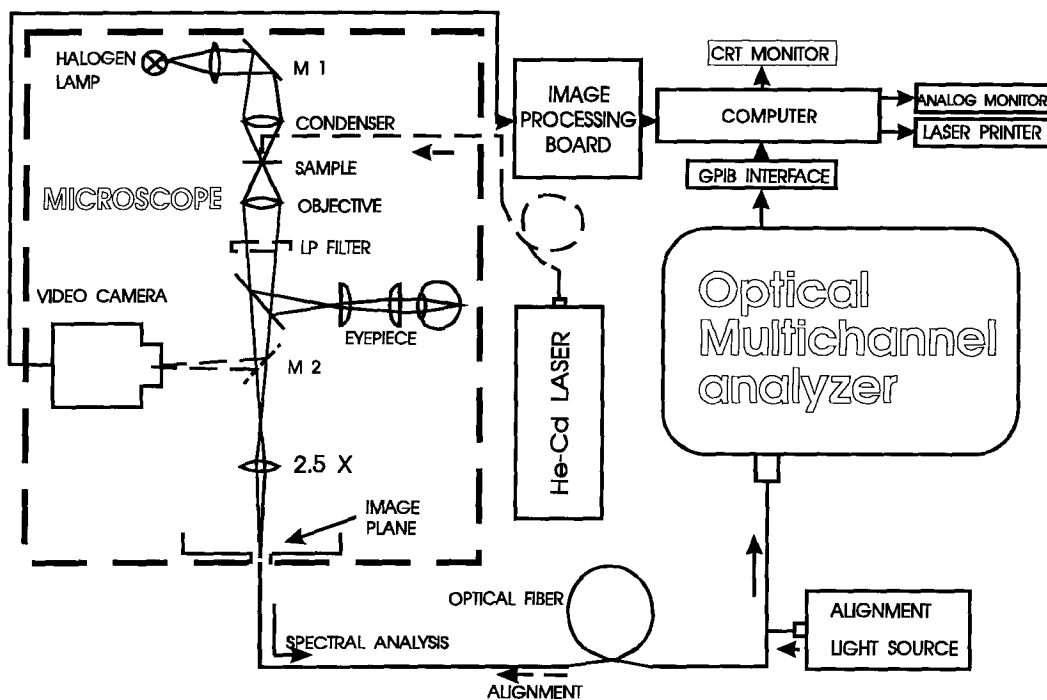 HALOGEN
LAMP
M 1
CONDENSER
SAMPLE
MICROSCOPE
OBJECTIVE
LP FILTER
VIDEO CAMERA
EYEPIECE
M 2
2.5 X
IMAGE
PLANE
IMAGE
PROCESSING
BOARD
CRT MONITOR
COMPUTER
ANALOG MONITOR
LASER PRINTER
GPIB INTERFACE
He-Cd LASER
Optical
Multichannel
analyzer
OPTICAL FIBER
SPECTRAL ANALYSIS
ALIGNMENT
ALIGNMENT
LIGHT SOURCE